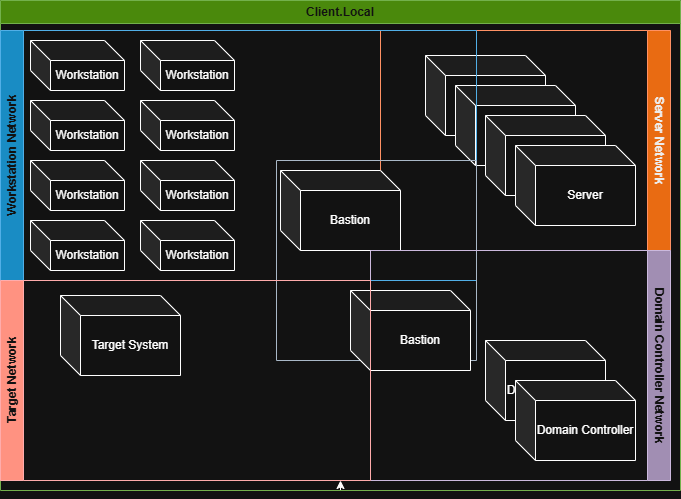 Client.Local
Workstation Network
Workstation
Workstation
Workstation
Workstation
Workstation
Workstation
Workstation
Workstation
Bastion
Server
Server Network
Target Network
Target System
Bastion
D
Domain Controller
Domain Controller Network